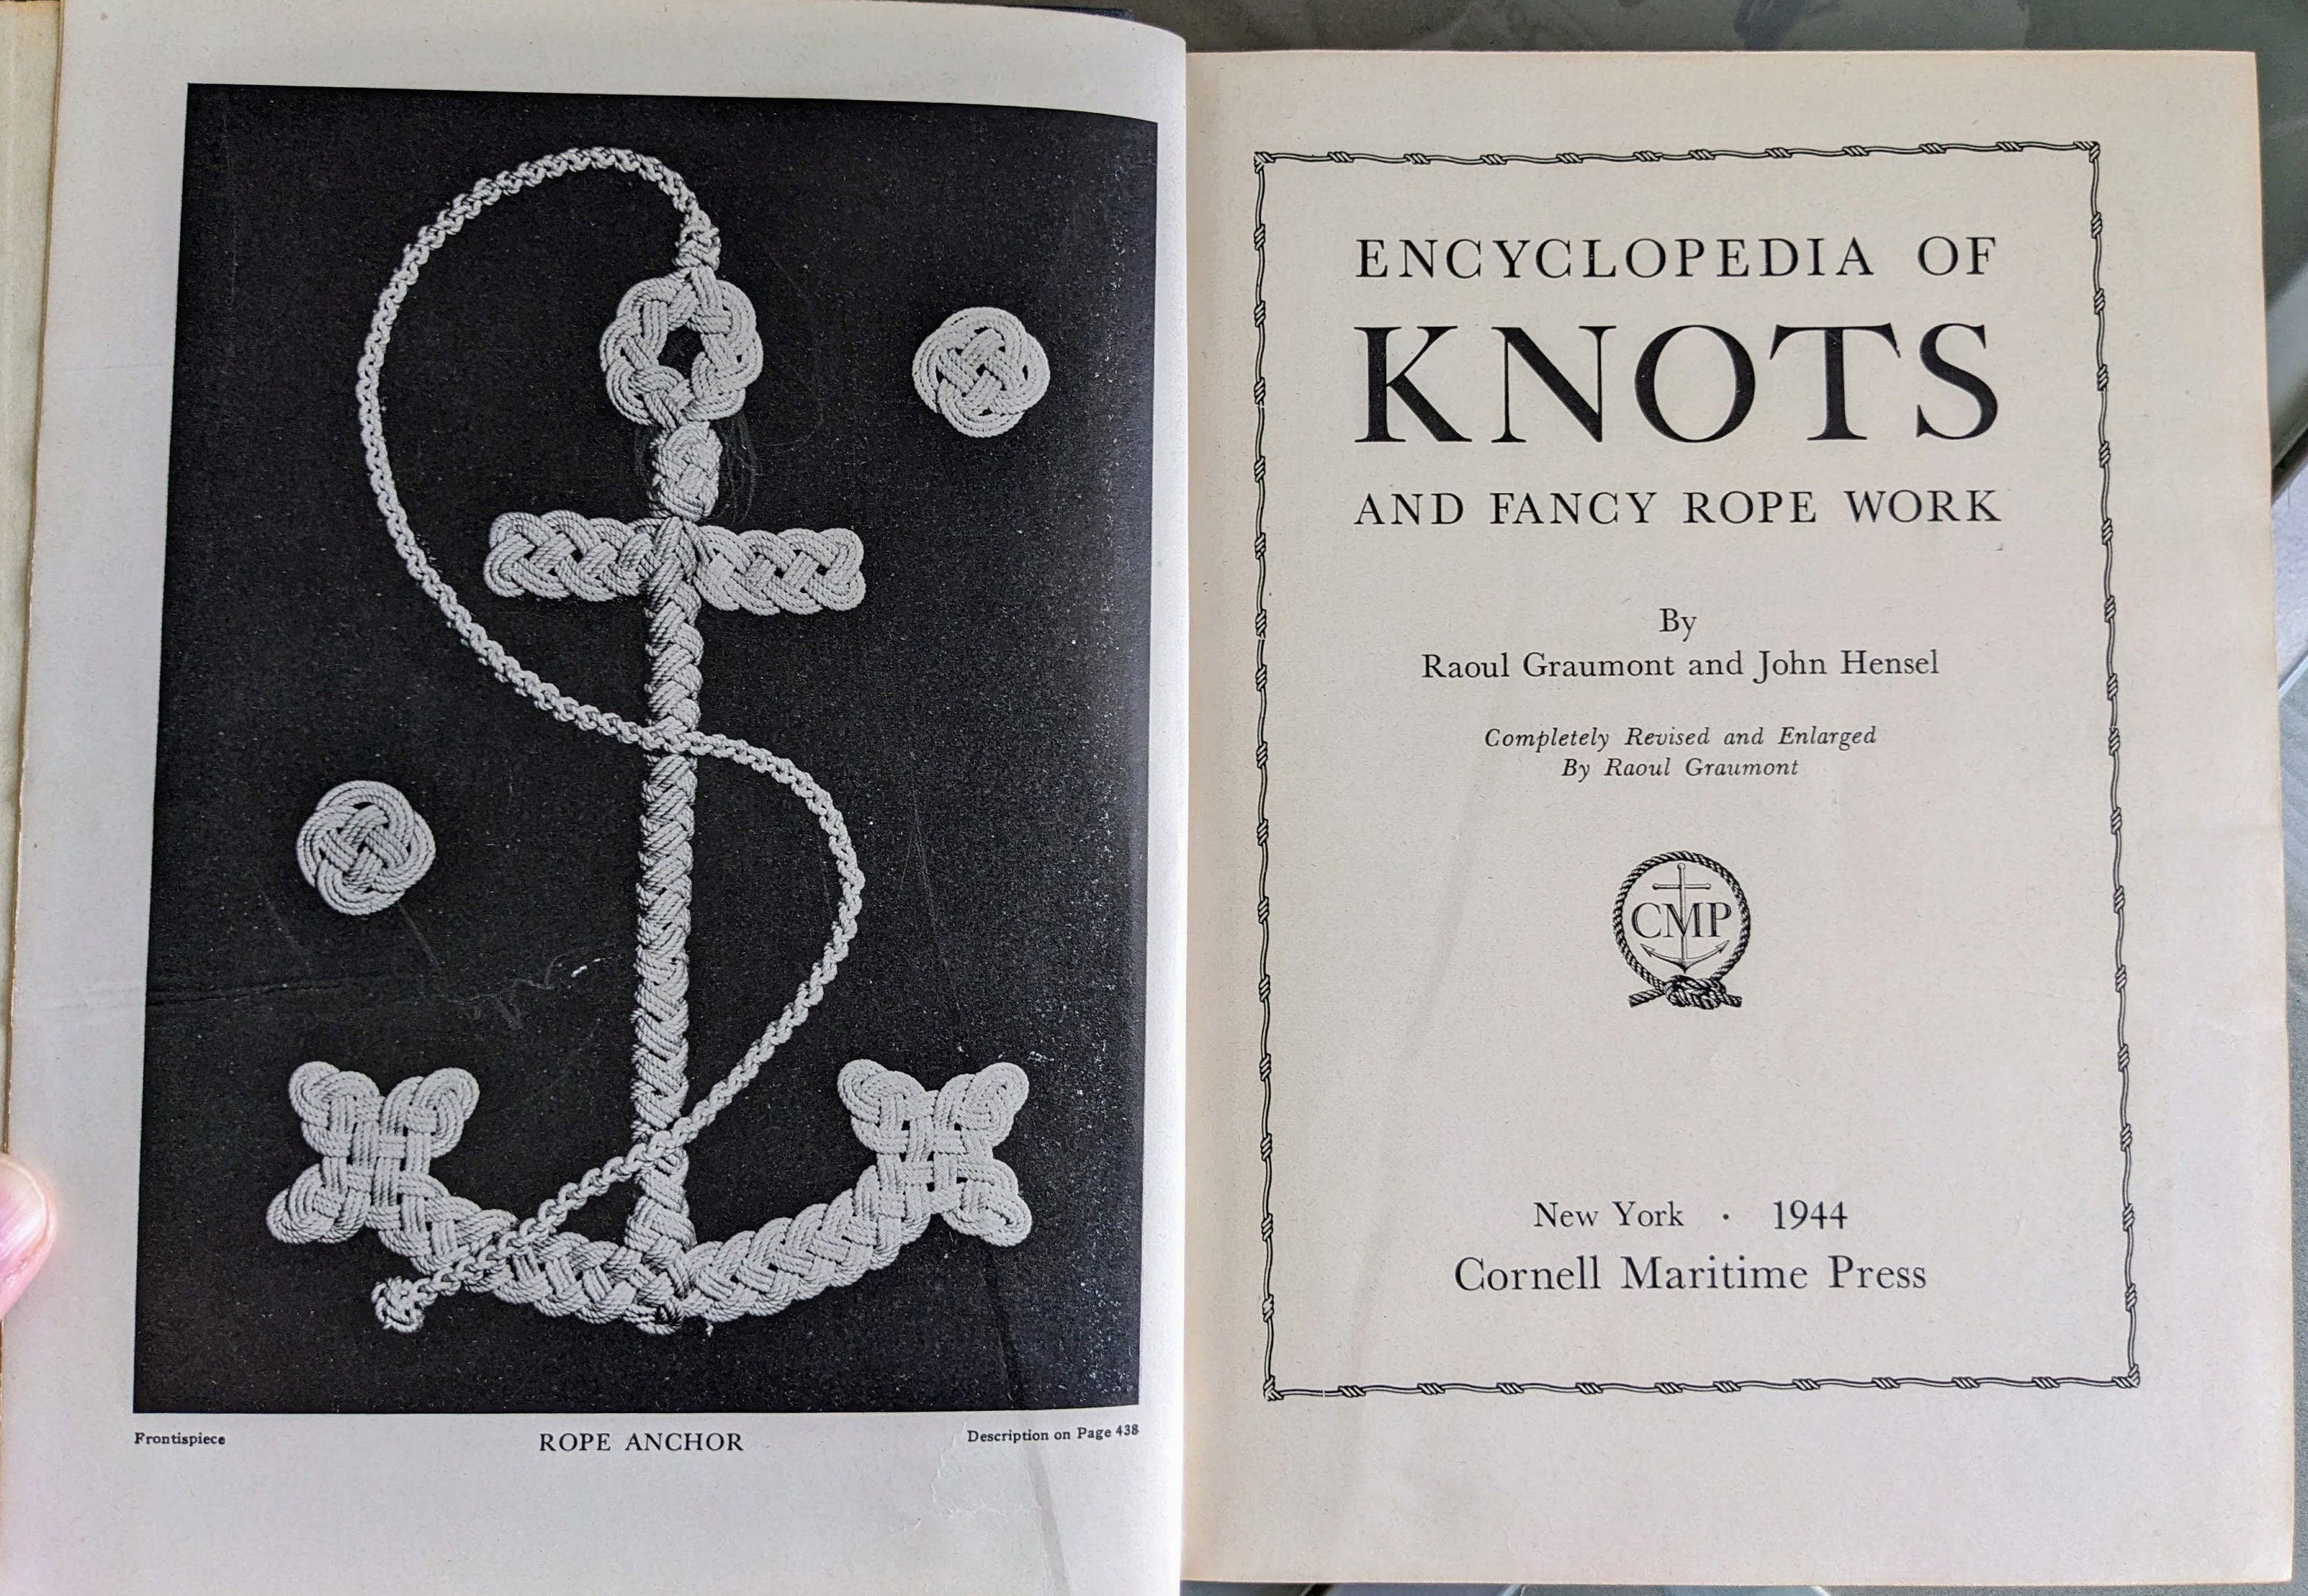 Frontispiece
ROPE ANCHOR
Description on Page 438
ENCYCLOPEDIA OF
KNOTS
AND FANCY ROPE WORK
By
Raoul Graumont and John Hensel
Completely Revised and Enlarged
By Raoul Graumont
CMP
New York · 1944
Cornell Maritime Press